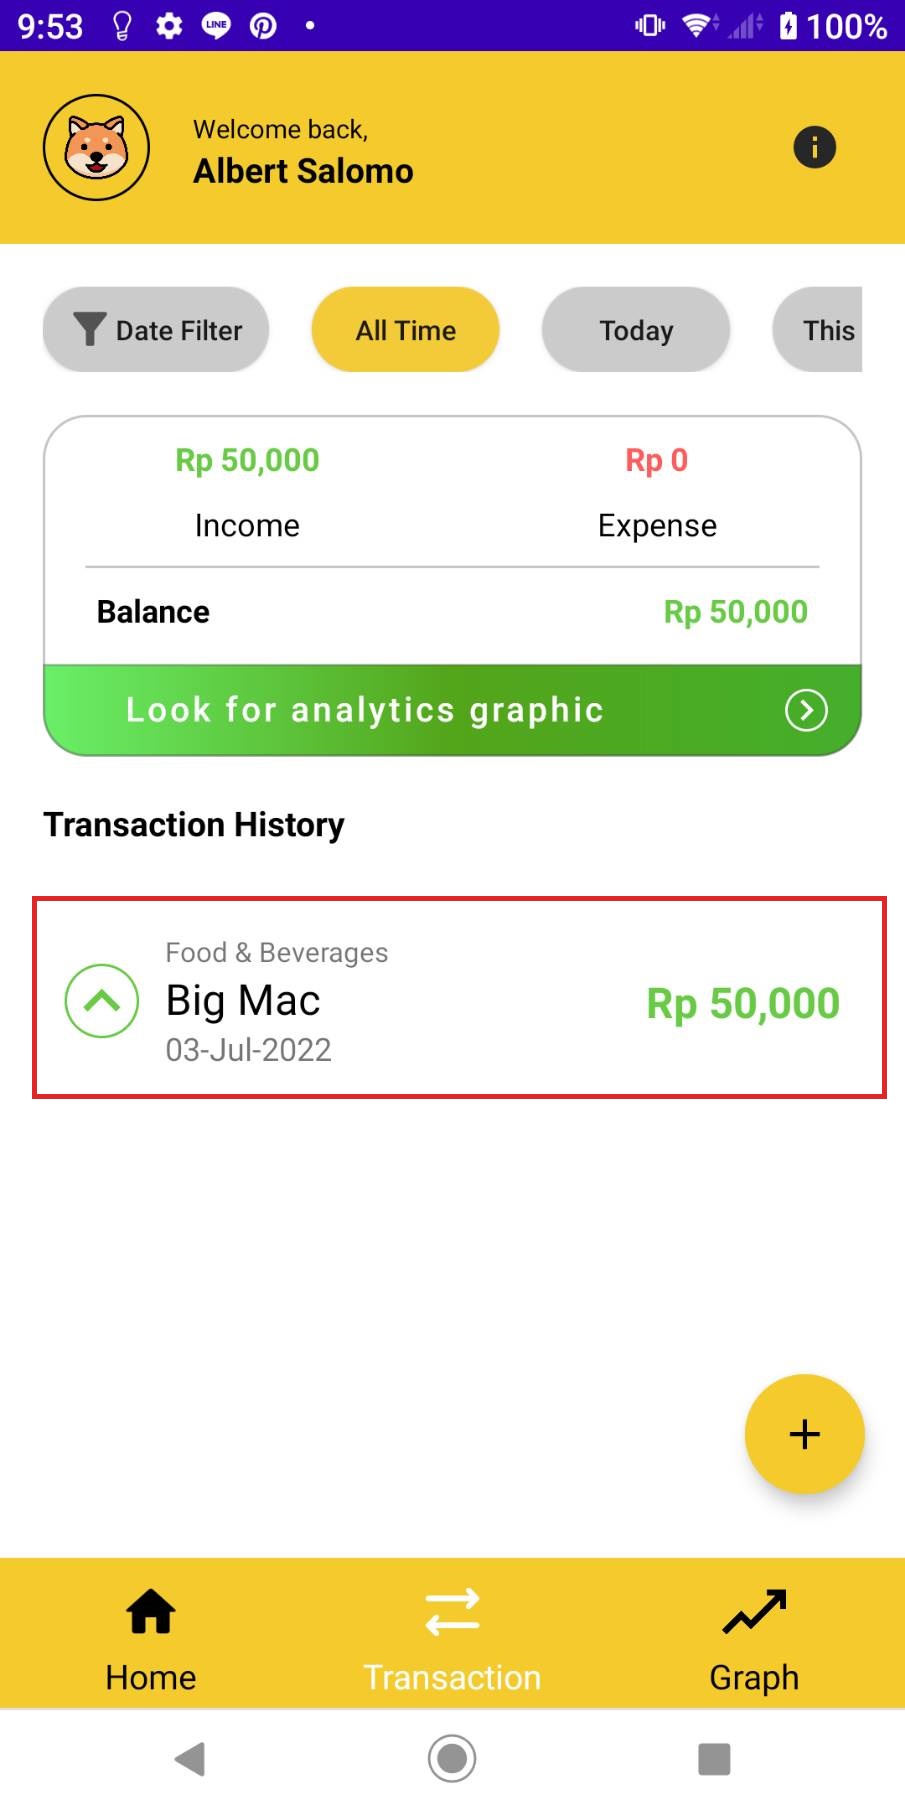 9:53 LINE 100%
Welcome back,
Albert Salomo
i
Date Filter All Time Today This
Rp 50,000 Rp 0
Income Expense
Balance Rp 50,000
Look for analytics graphic
Transaction History
Food & Beverages
Big Mac Rp 50,000
03-Jul-2022
+
Home Transaction Graph